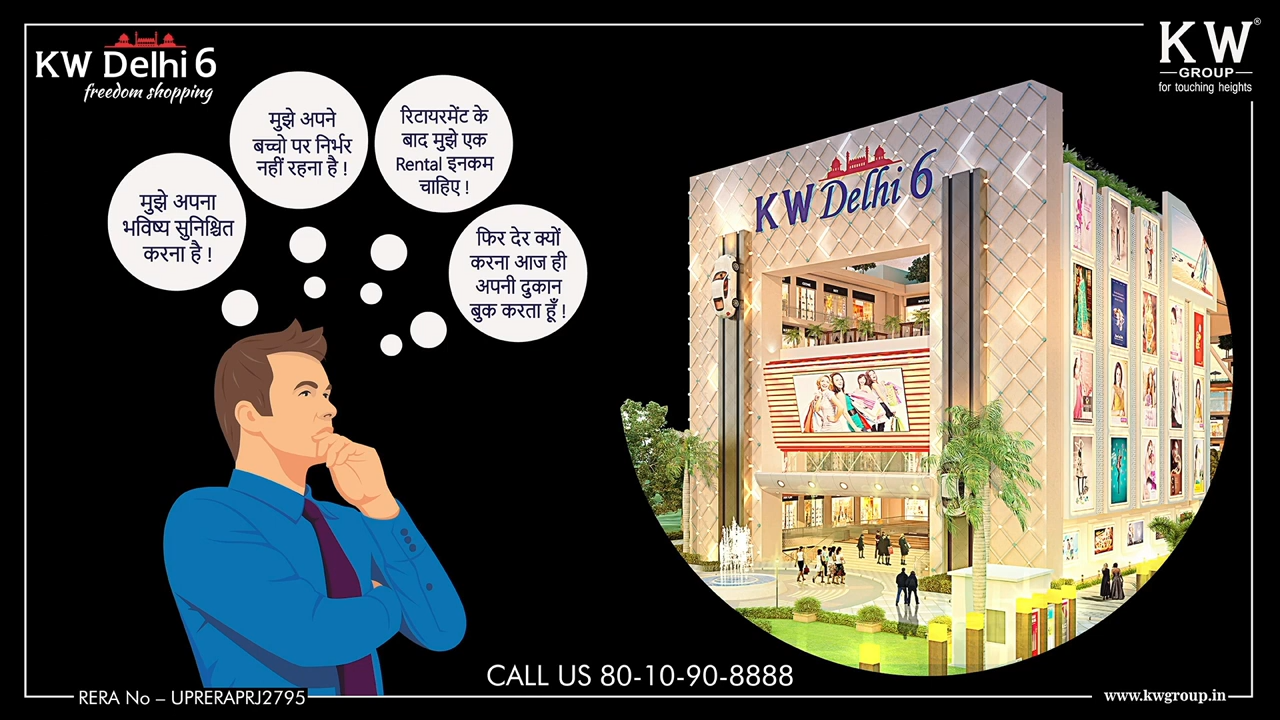 KW Delhi 6
freedom shopping
KW®
GROUP
for touching heights
मुझे अपना
भविष्य सुनिश्चित
करना है !
मुझे अपने
बच्चो पर निर्भर
नहीं रहना है !
रिटायरमेंट के
बाद मुझे एक
Rental इनकम
चाहिए !
फिर देर क्यों
करना आज ही
अपनी दुकान
बुक करता हूँ !
KW Delhi 6
CALL US 80-10-90-8888
RERA No – UPRERAPRJ2795
www.kwgroup.in